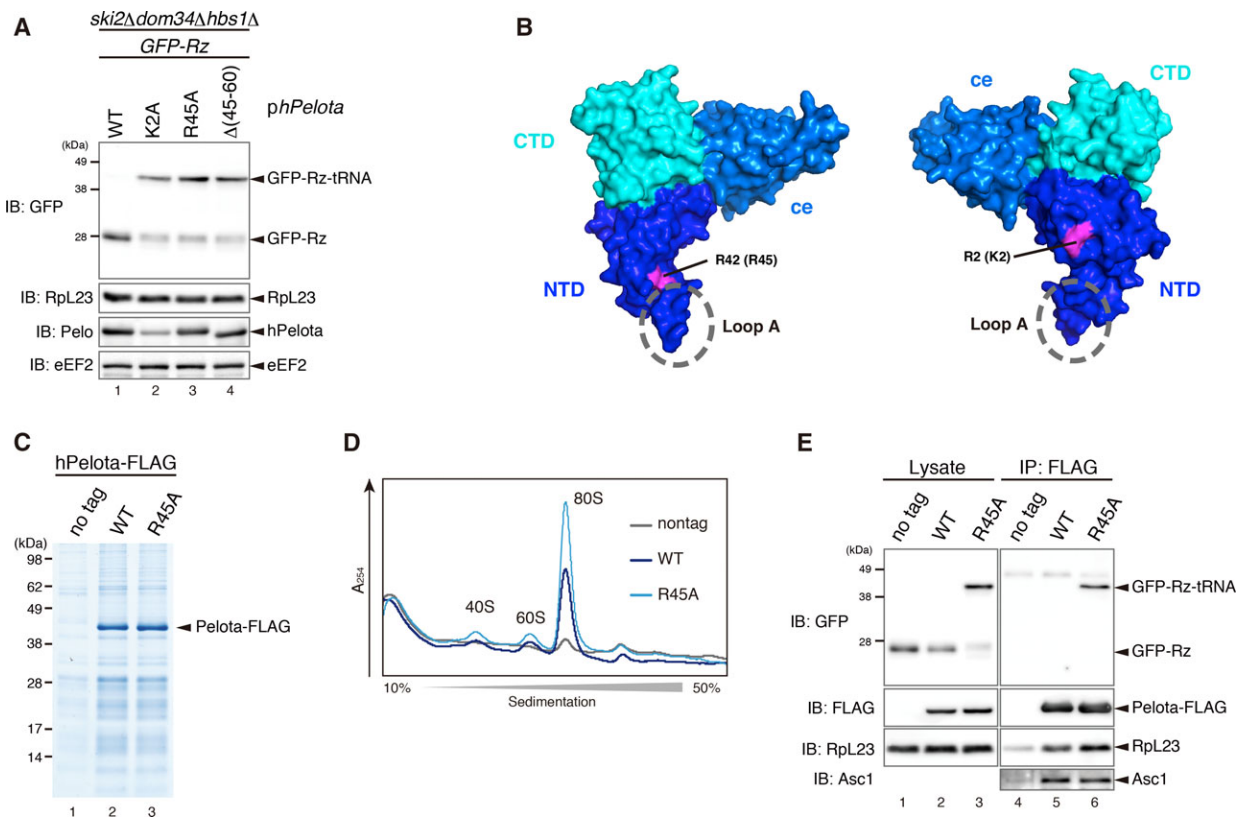 A
ski2Δdom34Δhbs1Δ
GFP-Rz
WT
K2A
R45A
Δ(45-60)
phPelota
(kDa)
49
38
28
IB: GFP
GFP-Rz-tRNA
GFP-Rz
IB: RpL23
RpL23
IB: Pelo
hPelota
IB: eEF2
eEF2
1 2 3 4
B
CTD
ce
NTD
R42 (R45)
Loop A
ce
CTD
R2 (K2)
NTD
Loop A
C
hPelota-FLAG
no tag
WT
R45A
(kDa)
98
62
49
38
28
17
14
Pelota-FLAG
1 2 3
D
A254
40S
60S
80S
nontag
WT
R45A
10%
50%
Sedimentation
E
Lysate
IP: FLAG
no tag
WT
R45A
no tag
WT
R45A
(kDa)
49
38
28
IB: GFP
GFP-Rz-tRNA
GFP-Rz
IB: FLAG
Pelota-FLAG
IB: RpL23
RpL23
IB: Asc1
Asc1
1 2 3 4 5 6